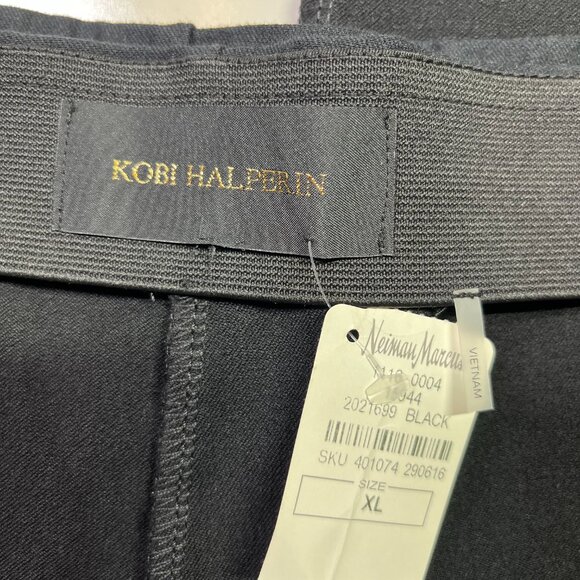 KOBI HALPERIN
Neiman Marcus
VIETNAM
0004
2021699 BLACK
SKU 401074 290616
SIZE
XL